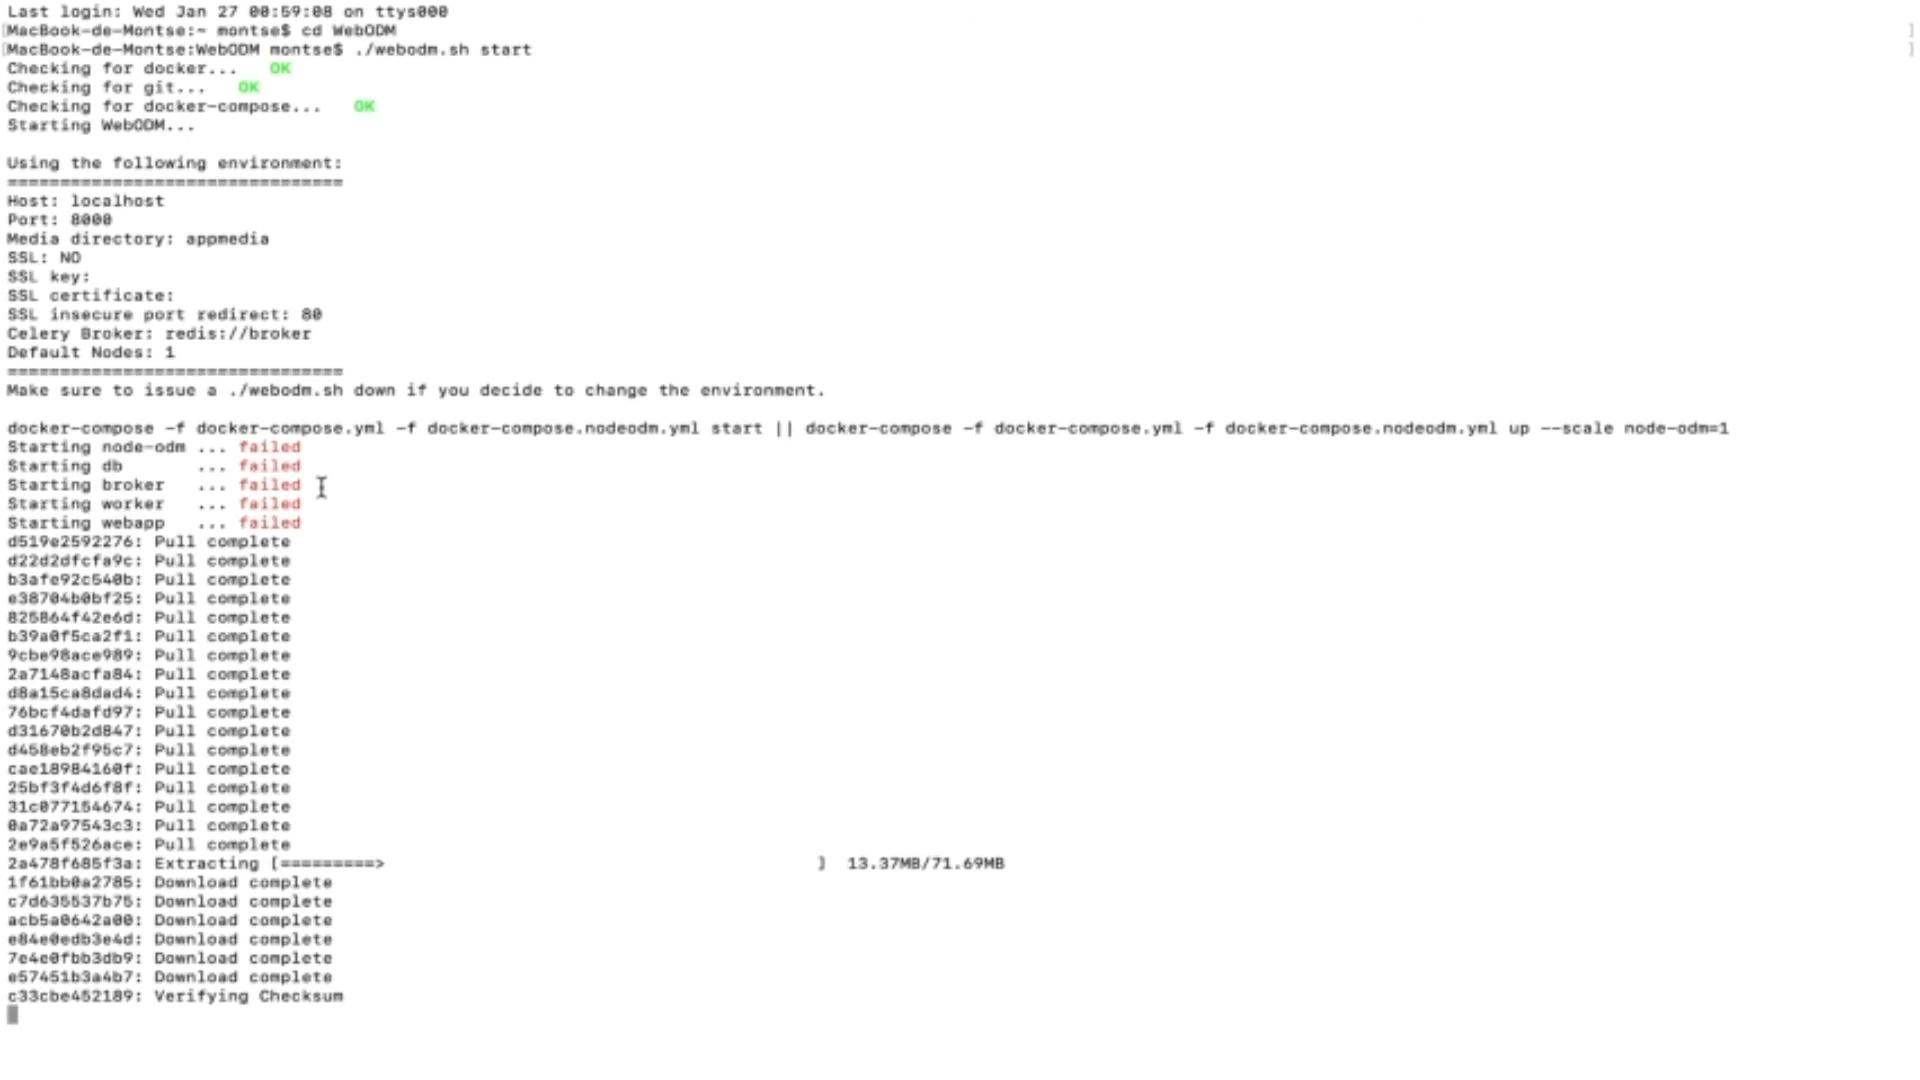 Last login: Wed Jan 27 00:59:08 on ttys000
[MacBook-de-Montse:~ montse$ cd WebODM ]
[MacBook-de-Montse:WebODM montse$ ./webodm.sh start ]
Checking for docker... OK
Checking for git... OK
Checking for docker-compose... OK
Starting WebODM...
Using the following environment:
================================
Host: localhost
Port: 8000
Media directory: appmedia
SSL: NO
SSL key:
SSL certificate:
SSL insecure port redirect: 80
Celery Broker: redis://broker
Default Nodes: 1
================================
Make sure to issue a ./webodm.sh down if you decide to change the environment.
docker-compose -f docker-compose.yml -f docker-compose.nodeodm.yml start || docker-compose -f docker-compose.yml -f docker-compose.nodeodm.yml up --scale node-odm=1
Starting node-odm ... failed
Starting db ... failed
Starting broker ... failed
Starting worker ... failed
Starting webapp ... failed
d519e2592276: Pull complete
d22d2dfcfa9c: Pull complete
b3afe92c540b: Pull complete
e38704b0bf25: Pull complete
825864f42e6d: Pull complete
b39a0f5ca2f1: Pull complete
9cbe98ace989: Pull complete
2a7148acfa84: Pull complete
d8a15ca8dad4: Pull complete
76bcf4dafd97: Pull complete
d31670b2d847: Pull complete
d458eb2f95c7: Pull complete
cae18984160f: Pull complete
25bf3f4d6f8f: Pull complete
31c077154674: Pull complete
0a72a97543c3: Pull complete
2e9a5f526ace: Pull complete
2a478f685f3a: Extracting [=========> ] 13.37MB/71.69MB
1f61bb0a2785: Download complete
c7d635537b75: Download complete
acb5a0642a00: Download complete
e84e0edb3e4d: Download complete
7e4e0fbb3db9: Download complete
e57451b3a4b7: Download complete
c33cbe452189: Verifying Checksum